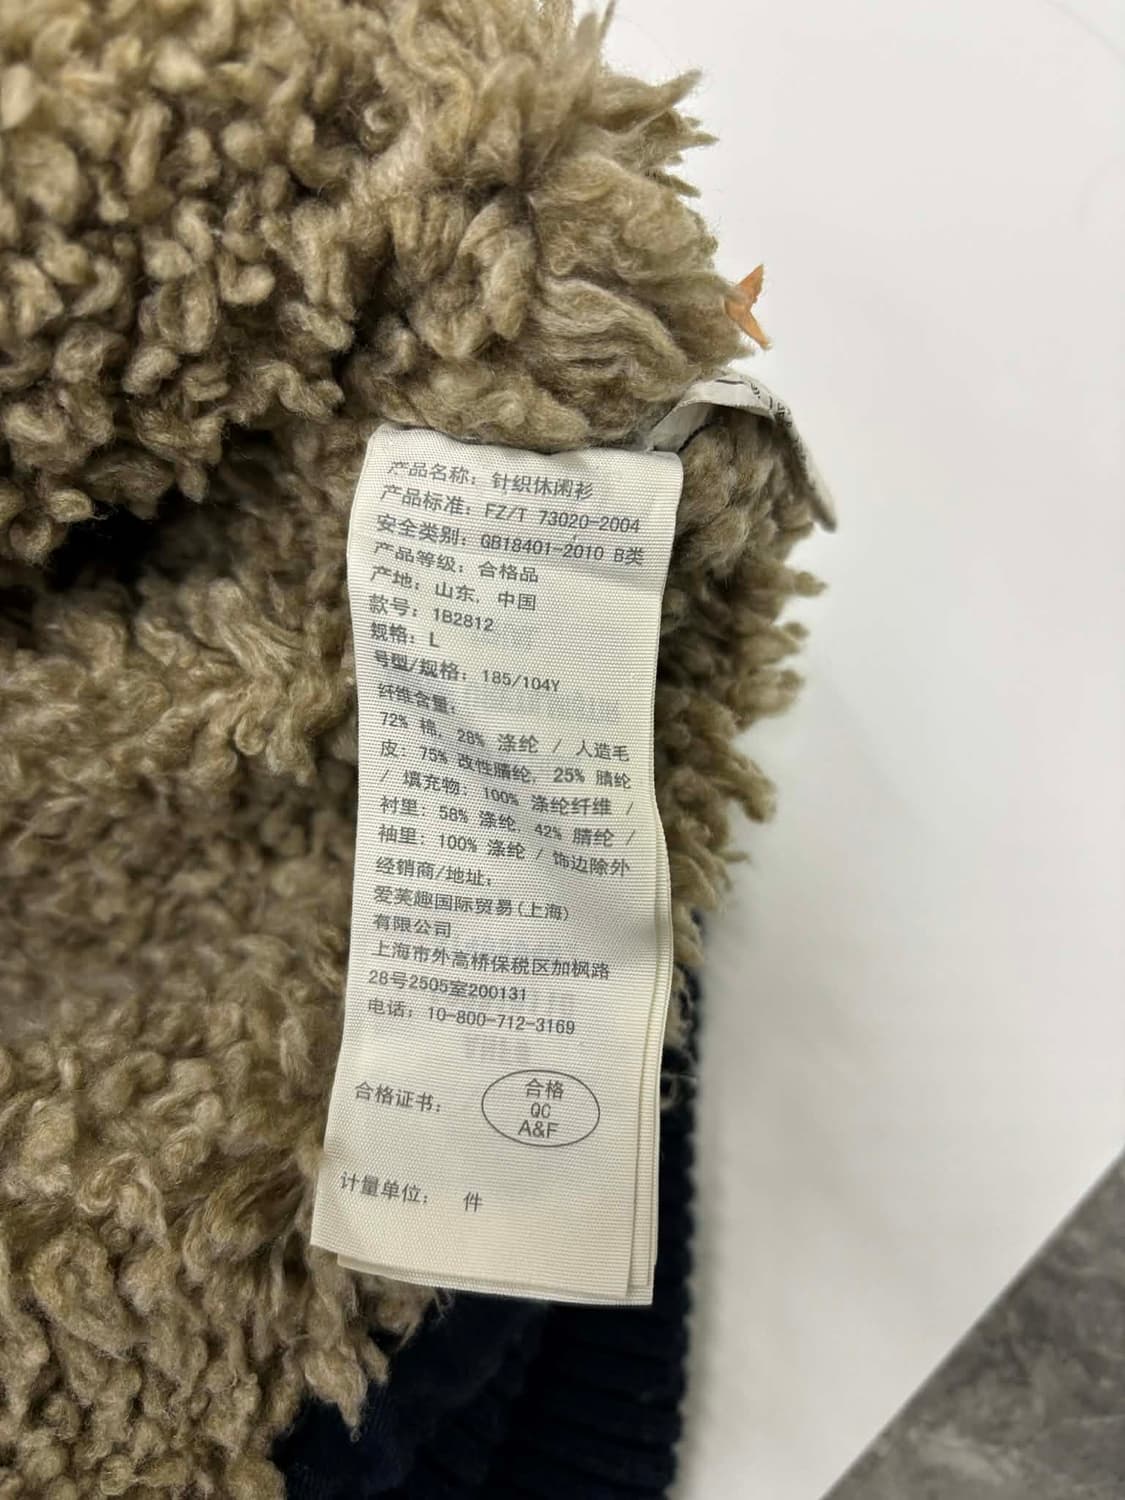 产品名称：针织休闲衫
产品标准：FZ/T 73020-2004
安全类别：GB18401-2010 B类
产品等级：合格品
产地：山东，中国
款号：1B2812
规格：L
号型/规格：185/104Y
纤维含量：
72% 棉，28% 涤纶 / 人造毛
皮：75% 改性腈纶，25% 腈纶
/ 填充物：100% 涤纶纤维 /
衬里：58% 涤纶，42% 腈纶 /
袖里：100% 涤纶 / 饰边除外
经销商/地址：
爱芙趣国际贸易(上海)
有限公司
上海市外高桥保税区加枫路
28号2505室200131
电话：10-800-712-3169
合格证书：
合格
QC
A&F
计量单位： 件